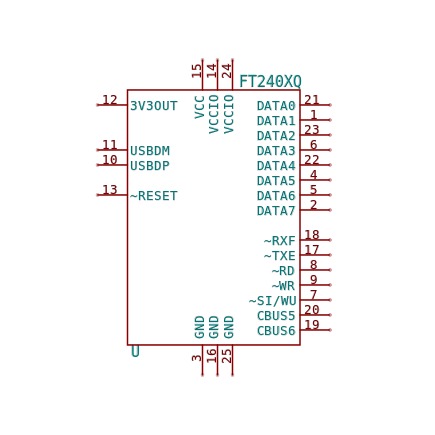 15 14 24
FT240XQ
VCC VCCIO VCCIO
12 3V3OUT DATA0 21
DATA1 1
DATA2 23
11 USBDM DATA3 6
10 USBDP DATA4 22
DATA5 4
13 ~RESET DATA6 5
DATA7 2
~RXF 18
~TXE 17
~RD 8
~WR 9
~SI/WU 7
CBUS5 20
CBUS6 19
GND GND GND
U
3 16 25